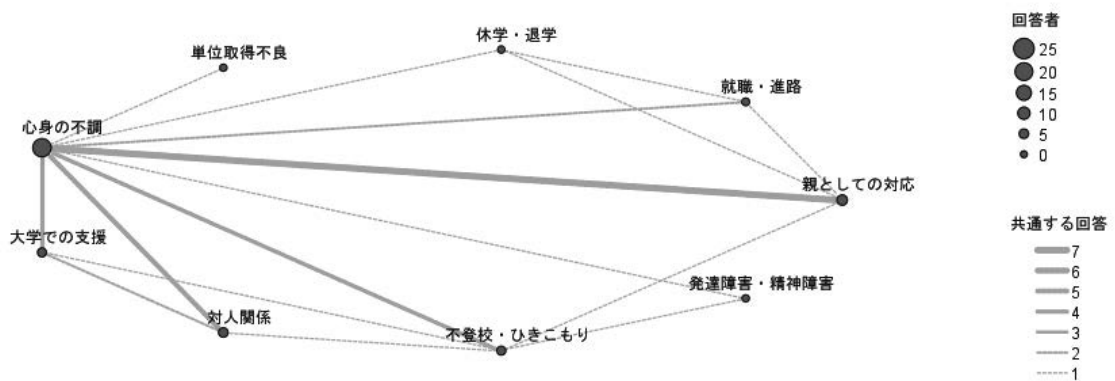 休学・退学
単位取得不良
就職・進路
心身の不調
親としての対応
大学での支援
発達障害・精神障害
対人関係
不登校・ひきこもり
回答者
25
20
15
10
5
0
共通する回答
7
6
5
4
3
2
1